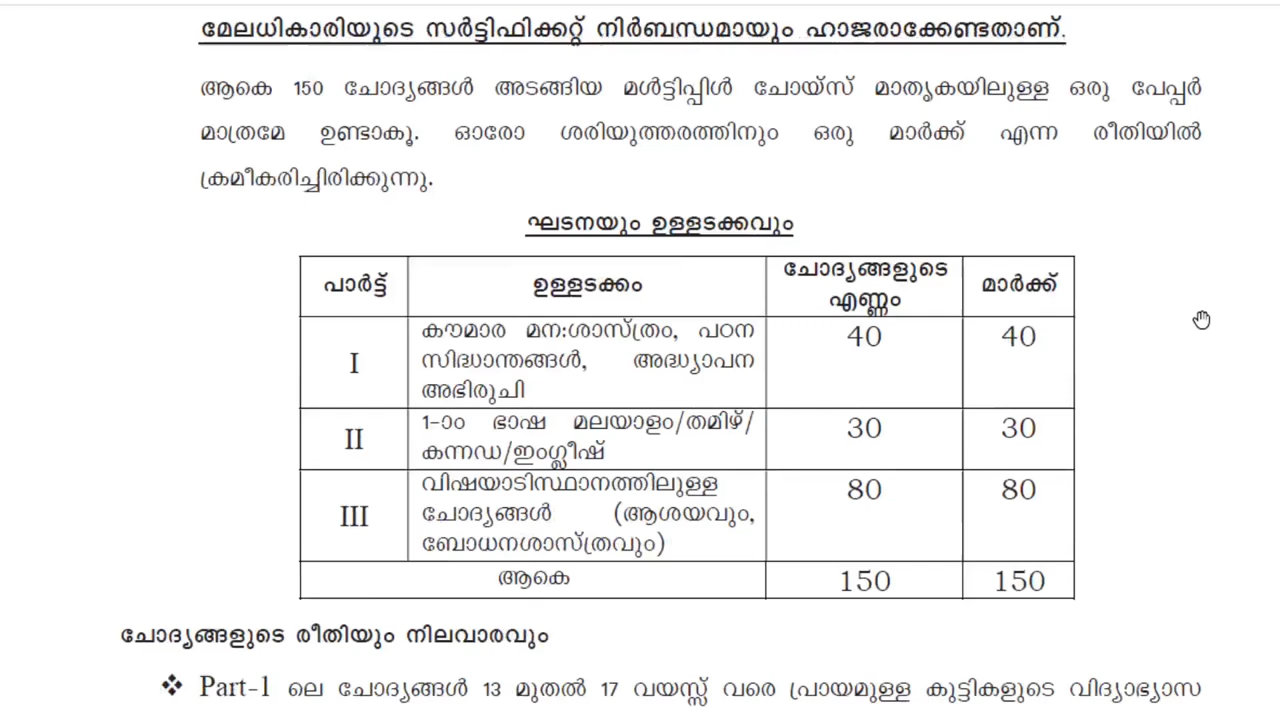 മേലധികാരിയുടെ സർട്ടിഫിക്കറ്റ് നിർബന്ധമായും ഹാജരാക്കേണ്ടതാണ്.
ആകെ 150 ചോദ്യങ്ങൾ അടങ്ങിയ മൾട്ടിപ്പിൾ ചോയ്സ് മാതൃകയിലുള്ള ഒരു പേപ്പർ
മാത്രമേ ഉണ്ടാകൂ. ഓരോ ശരിയുത്തരത്തിനും ഒരു മാർക്ക് എന്ന രീതിയിൽ
ക്രമീകരിച്ചിരിക്കുന്നു.
ഘടനയും ഉള്ളടക്കവും
പാർട്ട് ഉള്ളടക്കം ചോദ്യങ്ങളുടെ എണ്ണം മാർക്ക്
I കൗമാര മന:ശാസ്ത്രം, പഠന 40 40
സിദ്ധാന്തങ്ങൾ, അദ്ധ്യാപന
അഭിരുചി
II 1-ാം ഭാഷ മലയാളം/തമിഴ്/ 30 30
കന്നഡ/ഇംഗ്ലീഷ്
III വിഷയാടിസ്ഥാനത്തിലുള്ള 80 80
ചോദ്യങ്ങൾ (ആശയവും,
ബോധനശാസ്ത്രവും)
ആകെ 150 150
ചോദ്യങ്ങളുടെ രീതിയും നിലവാരവും
❖ Part-1 ലെ ചോദ്യങ്ങൾ 13 മുതൽ 17 വയസ്സ് വരെ പ്രായമുള്ള കുട്ടികളുടെ വിദ്യാഭ്യാസ